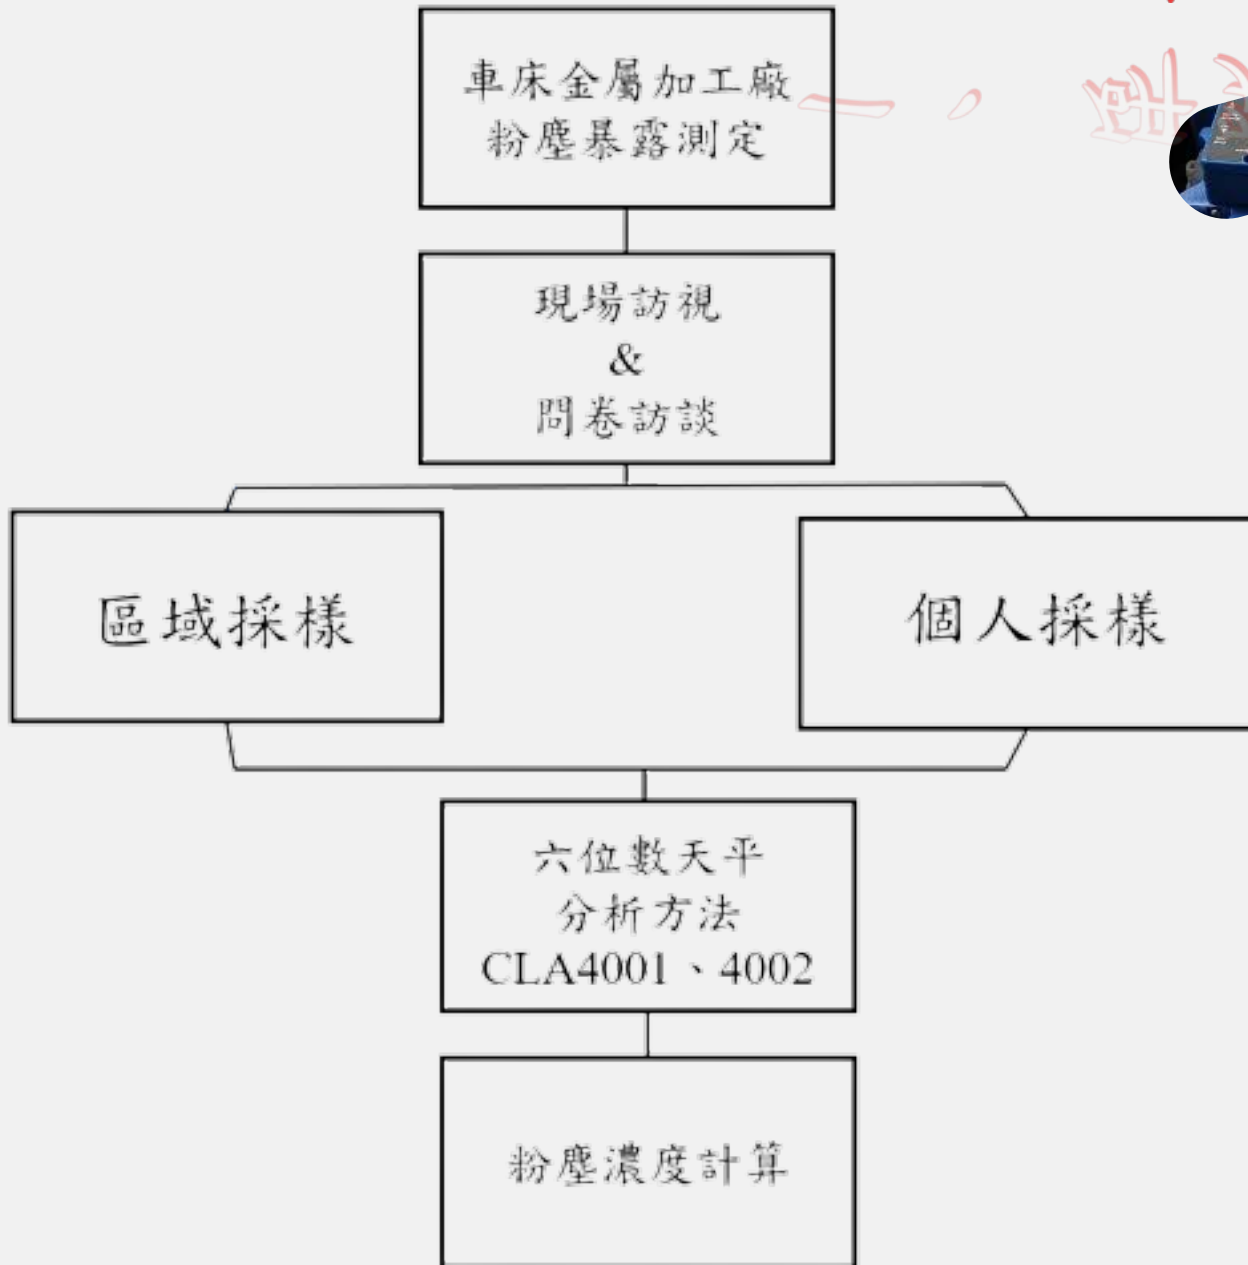 車床金屬加工廠
粉塵暴露測定
現場訪視
&
問卷訪談
區域採樣
個人採樣
六位數天平
分析方法
CLA4001、4002
粉塵濃度計算